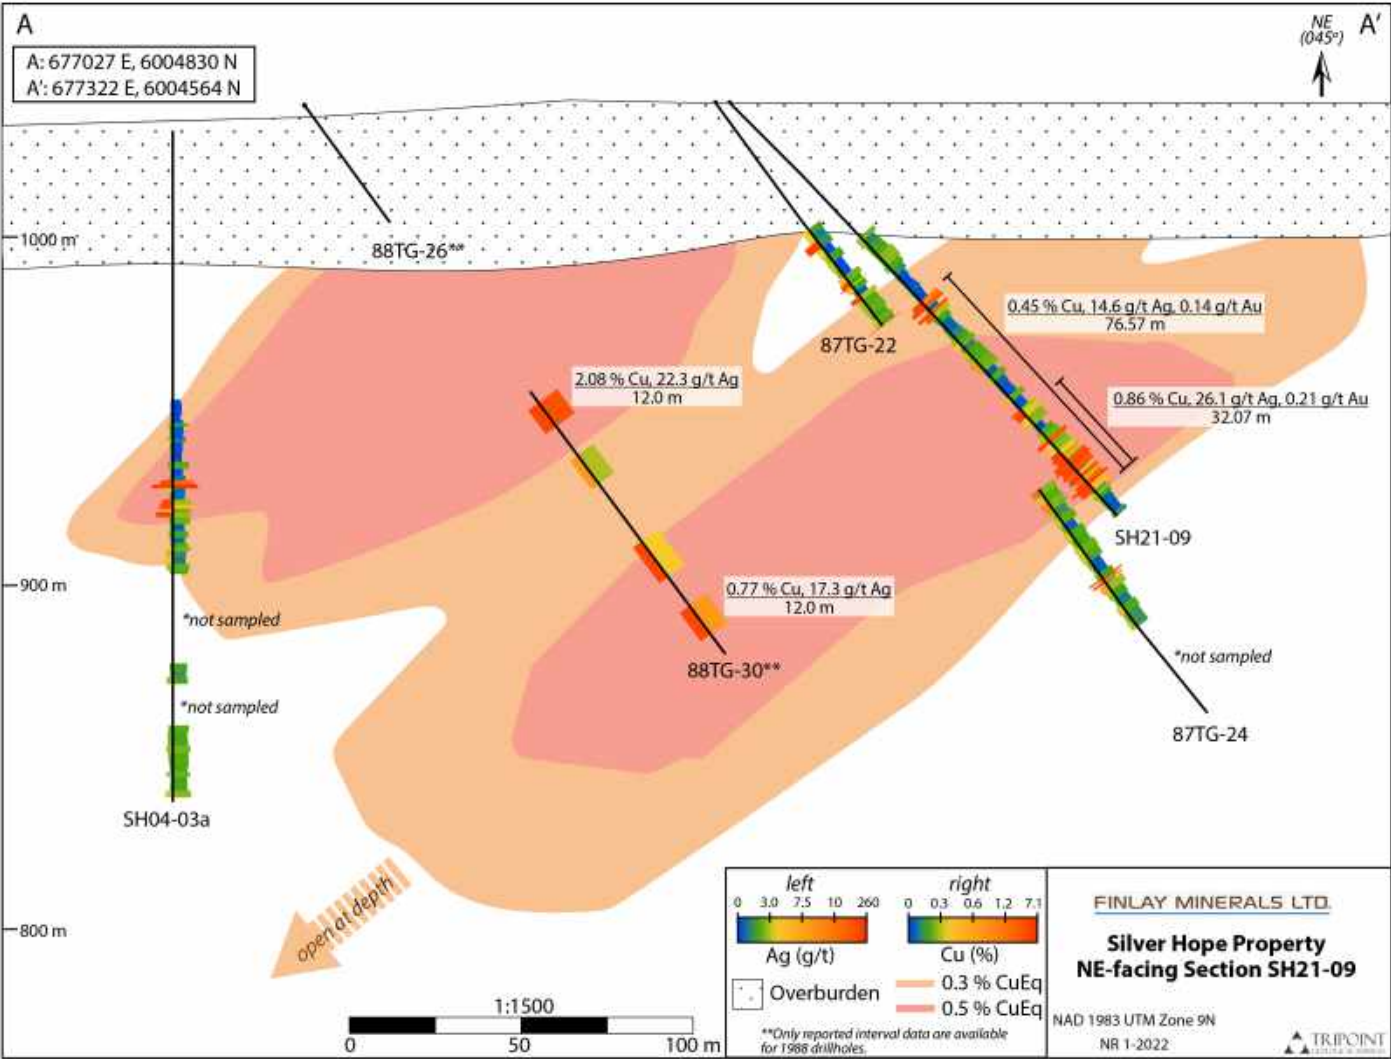 A
NE A'
(045°)
A: 677027 E, 6004830 N
A': 677322 E, 6004564 N
1000 m
88TG-26**
0.45 % Cu, 14.6 g/t Ag, 0.14 g/t Au
76.57 m
87TG-22
2.08 % Cu, 22.3 g/t Ag
12.0 m
0.86 % Cu, 26.1 g/t Ag, 0.21 g/t Au
32.07 m
SH21-09
900 m
0.77 % Cu, 17.3 g/t Ag
12.0 m
*not sampled
*not sampled
88TG-30**
*not sampled
87TG-24
SH04-03a
open at depth
800 m
left right
0 3.0 7.5 10 260 0 0.3 0.6 1.2 7.1
Ag (g/t) Cu (%)
Overburden
0.3 % CuEq
0.5 % CuEq
**Only reported interval data are available
for 1988 drillholes.
FINLAY MINERALS LTD.
Silver Hope Property
NE-facing Section SH21-09
NAD 1983 UTM Zone 9N
NR 1-2022
TRIPOINT
1:1500
0 50 100 m